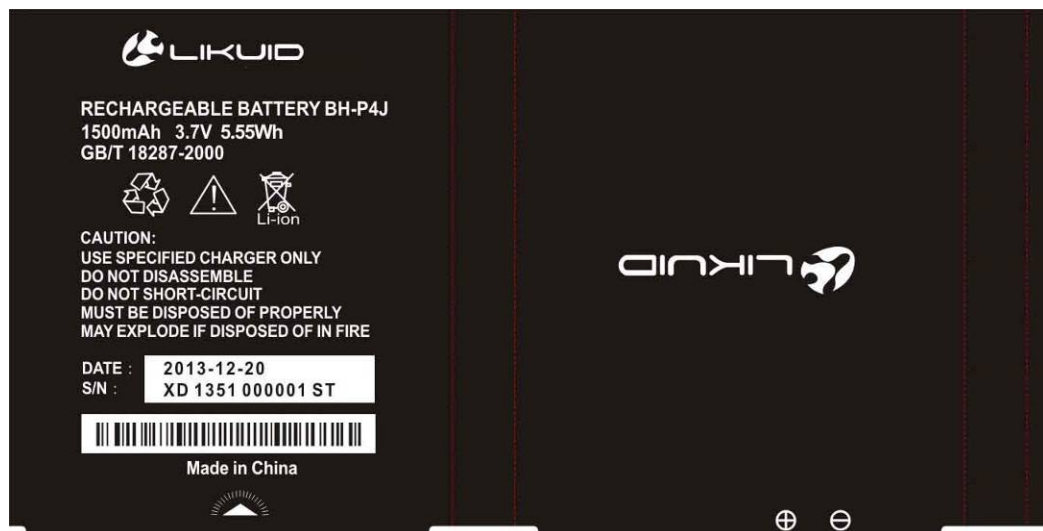 LIKUID
RECHARGEABLE BATTERY BH-P4J
1500mAh 3.7V 5.55Wh
GB/T 18287-2000
Li-ion
CAUTION:
USE SPECIFIED CHARGER ONLY
DO NOT DISASSEMBLE
DO NOT SHORT-CIRCUIT
MUST BE DISPOSED OF PROPERLY
MAY EXPLODE IF DISPOSED OF IN FIRE
DATE : 2013-12-20
S/N : XD 1351 000001 ST
Made in China
LIKUID